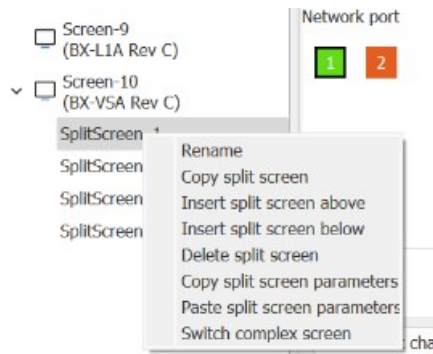 Screen-9
(BX-L1A Rev C)
Screen-10
(BX-VSA Rev C)
SplitScreen-1
SplitScreen
SplitScreen
SplitScreen
Network port
1 2
Rename
Copy split screen
Insert split screen above
Insert split screen below
Delete split screen
Copy split screen parameters
Paste split screen parameters
Switch complex screen
cha